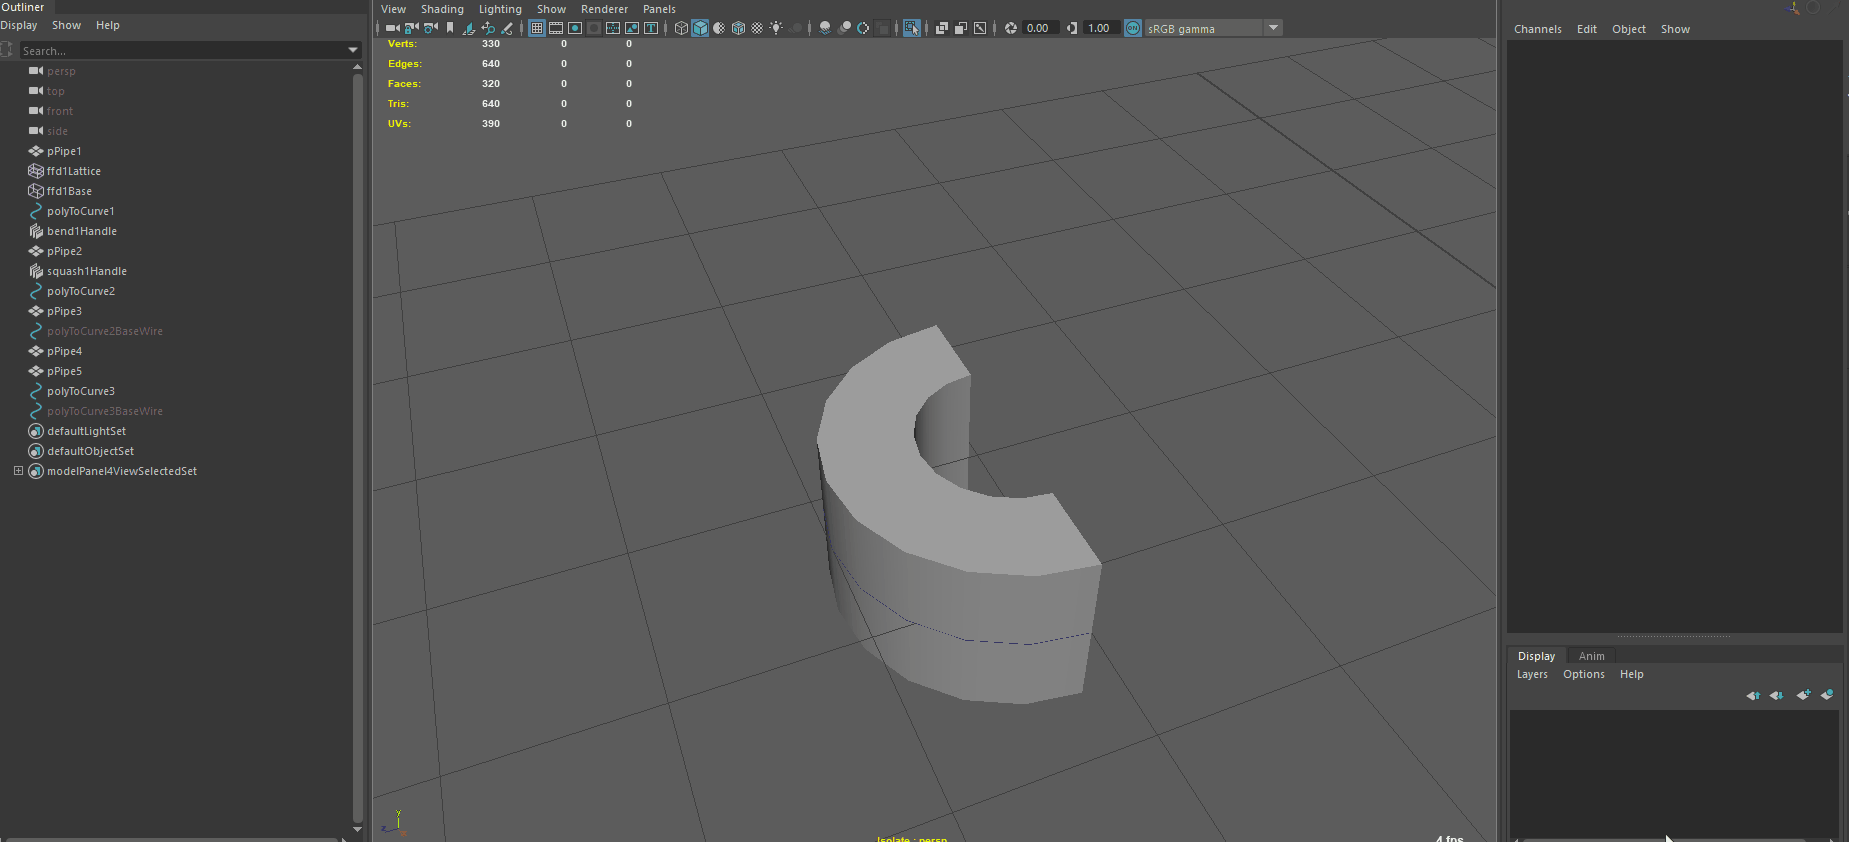 Outliner
Display Show Help
Search...
persp
top
front
side
pPipe1
ffd1Lattice
ffd1Base
polyToCurve1
bend1Handle
pPipe2
squash1Handle
polyToCurve2
pPipe3
polyToCurve2BaseWire
pPipe4
pPipe5
polyToCurve3
polyToCurve3BaseWire
defaultLightSet
defaultObjectSet
modelPanel4ViewSelectedSet
View Shading Lighting Show Renderer Panels
0.00 1.00 ON sRGB gamma
Verts: 330 0 0
Edges: 640 0 0
Faces: 320 0 0
Tris: 640 0 0
UVs: 390 0 0
Y
Isolate : persp
4 fps
Channels Edit Object Show
Display Anim
Layers Options Help